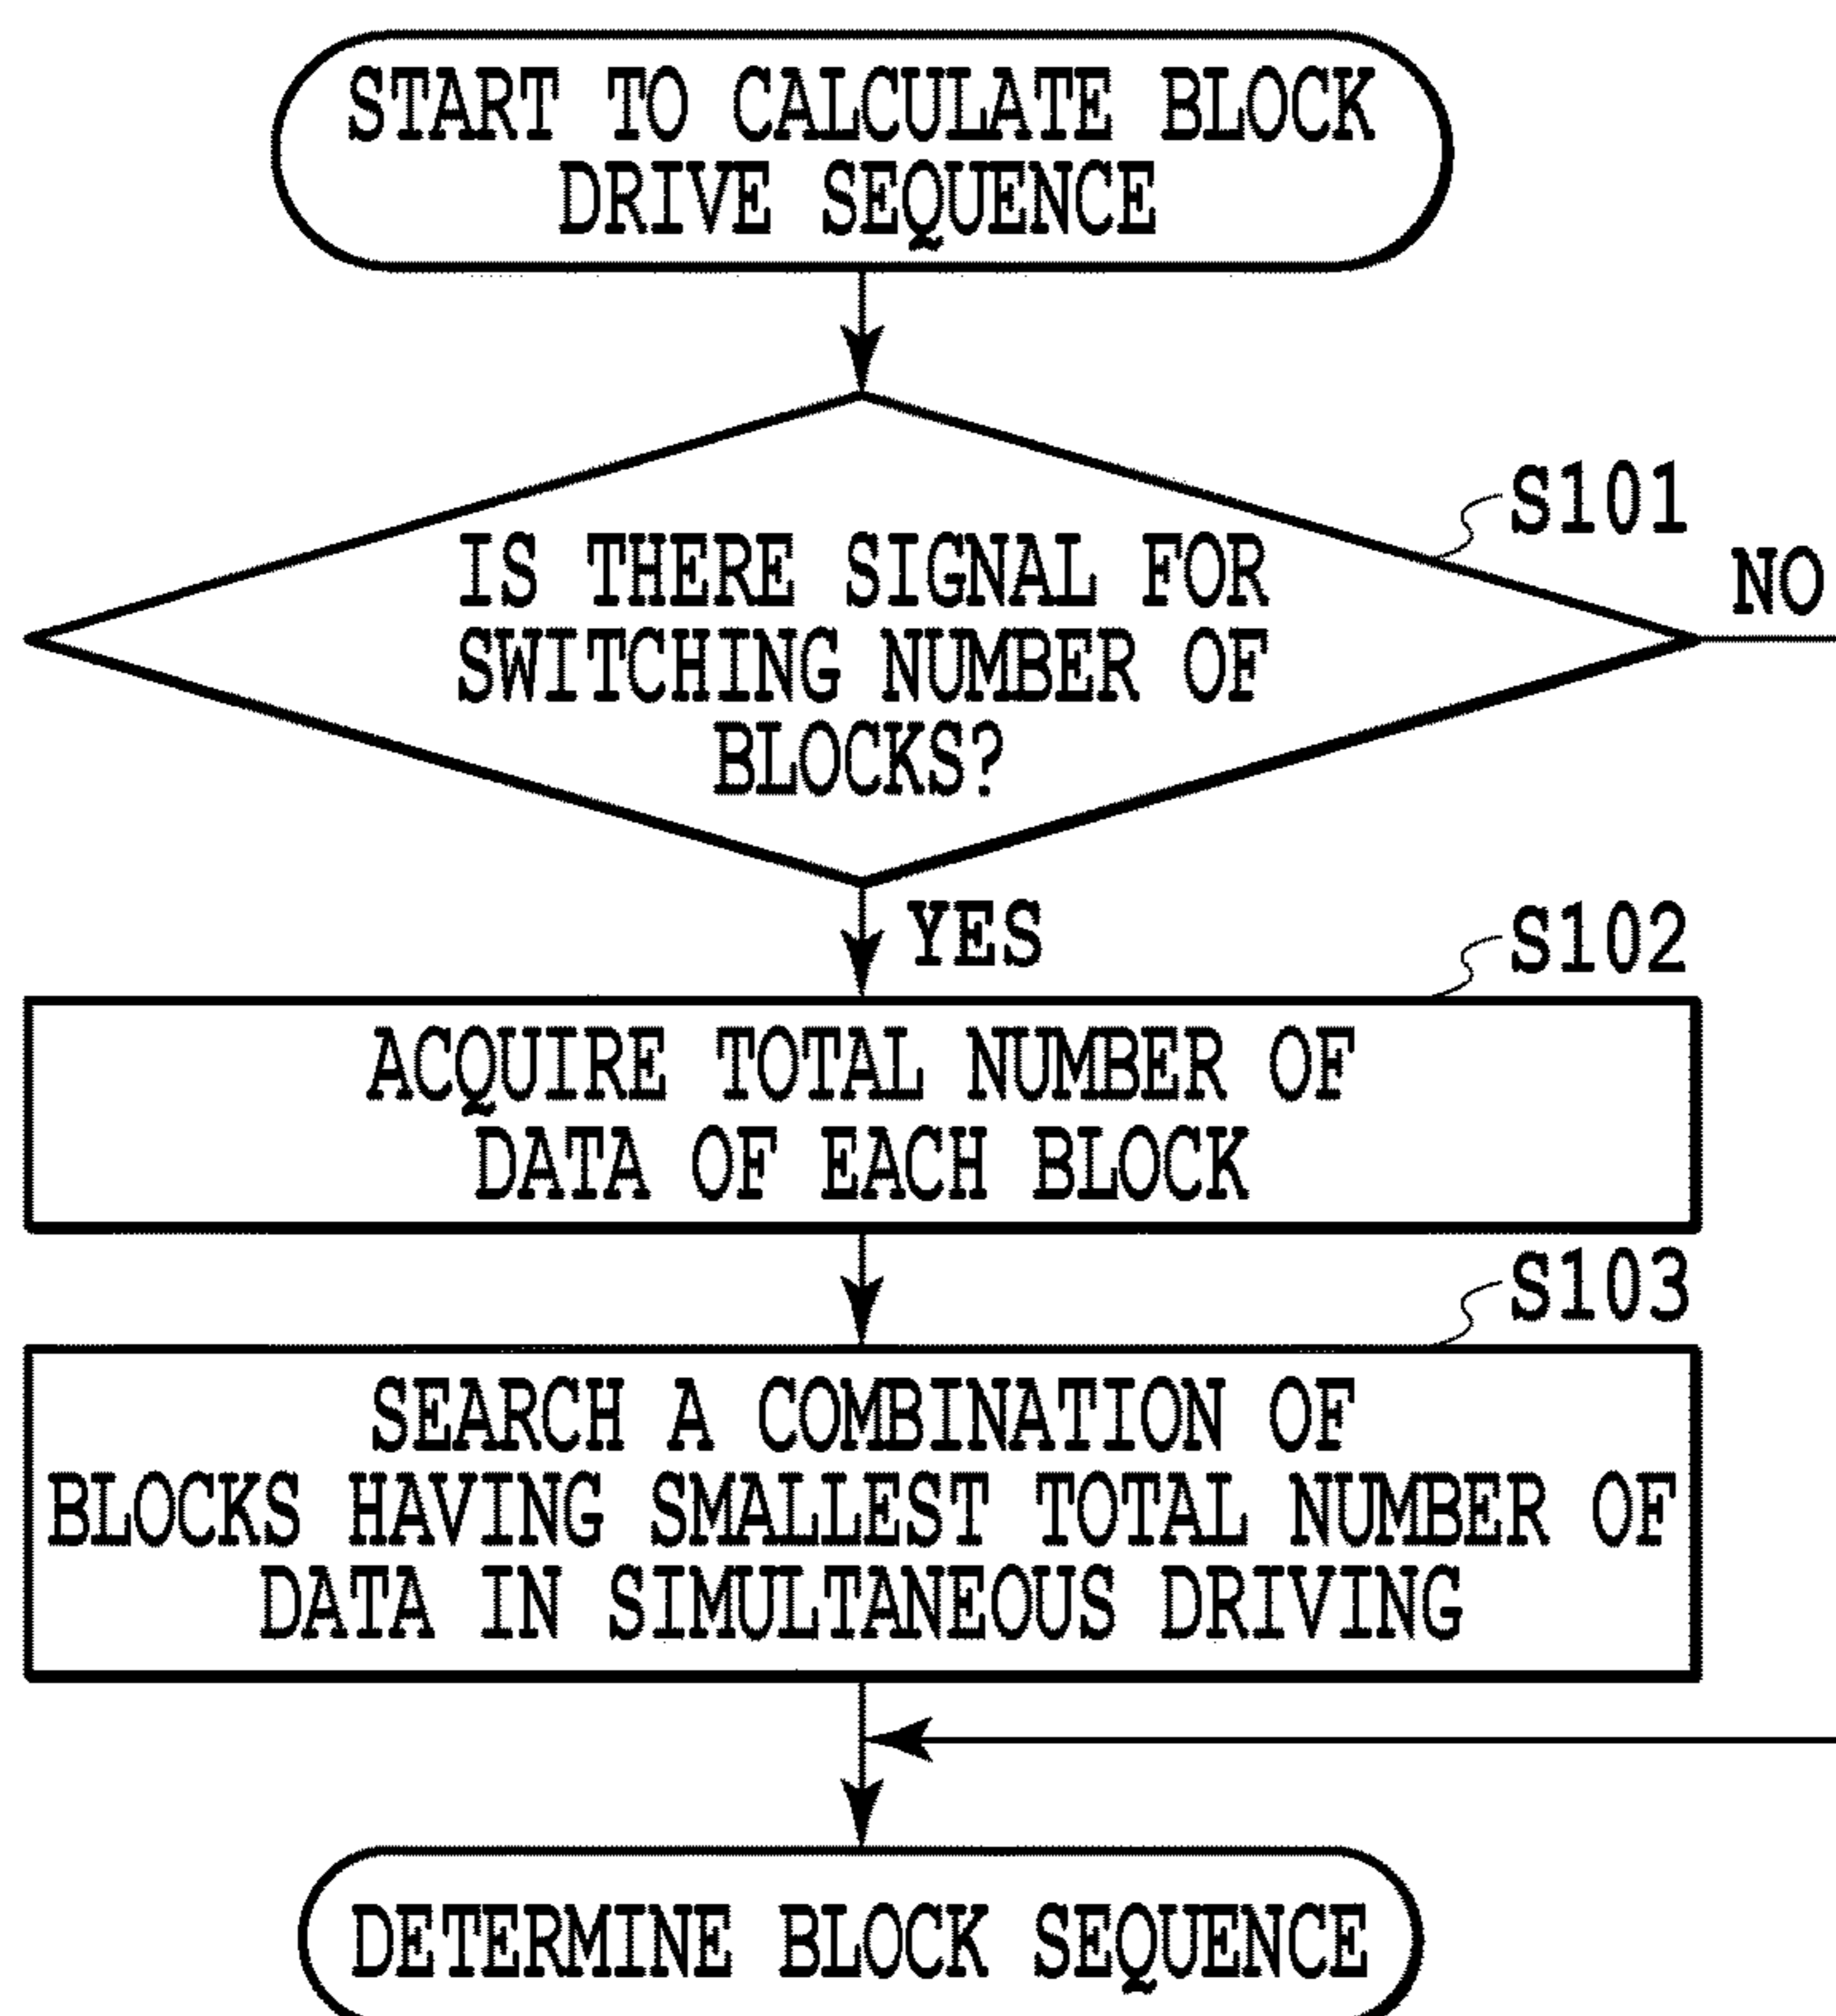 START TO CALCULATE BLOCK
DRIVE SEQUENCE
S101
IS THERE SIGNAL FOR
SWITCHING NUMBER OF
BLOCKS?
NO
YES
S102
ACQUIRE TOTAL NUMBER OF
DATA OF EACH BLOCK
S103
SEARCH A COMBINATION OF
BLOCKS HAVING SMALLEST TOTAL NUMBER OF
DATA IN SIMULTANEOUS DRIVING
DETERMINE BLOCK SEQUENCE